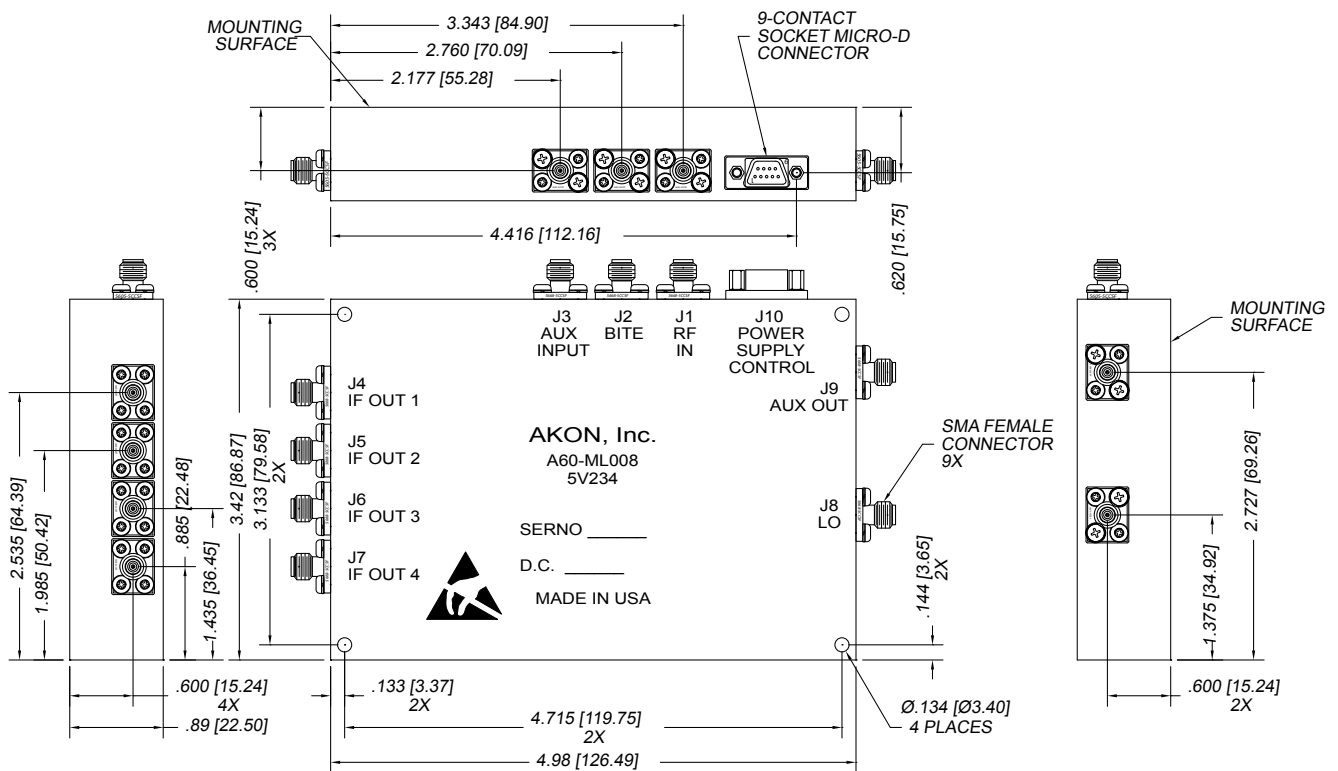 MOUNTING
SURFACE
3.343 [84.90]
2.760 [70.09]
2.177 [55.28]
9-CONTACT
SOCKET MICRO-D
CONNECTOR
.600 [15.24]
3X
4.416 [112.16]
.620 [15.75]
J3
AUX
INPUT
J2
BITE
J1
RF
IN
J10
POWER
SUPPLY
CONTROL
J4
IF OUT 1
J5
IF OUT 2
J6
IF OUT 3
J7
IF OUT 4
J9
AUX OUT
J8
LO
AKON, Inc.
A60-ML008
5V234
SERNO ______
D.C. ______
MADE IN USA
SMA FEMALE
CONNECTOR
9X
MOUNTING
SURFACE
2.535 [64.39]
1.985 [50.42]
1.435 [36.45]
.885 [22.48]
3.42 [86.87]
3.133 [79.58]
2X
.144 [3.65]
2X
2.727 [69.26]
1.375 [34.92]
.600 [15.24]
4X
.89 [22.50]
.133 [3.37]
2X
4.715 [119.75]
2X
4.98 [126.49]
Ø.134 [Ø3.40]
4 PLACES
.600 [15.24]
2X